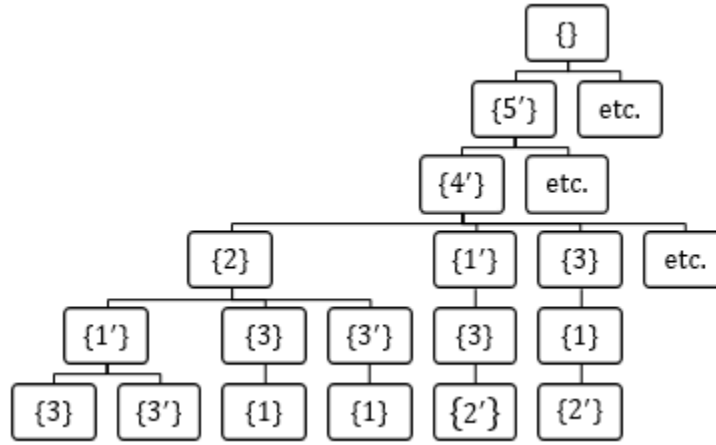 {}
{5′} etc.
{4′} etc.
{2} {1′} {3} etc.
{1′} {3} {3′} {3} {1}
{3} {3′} {1} {1} {2′} {2′}